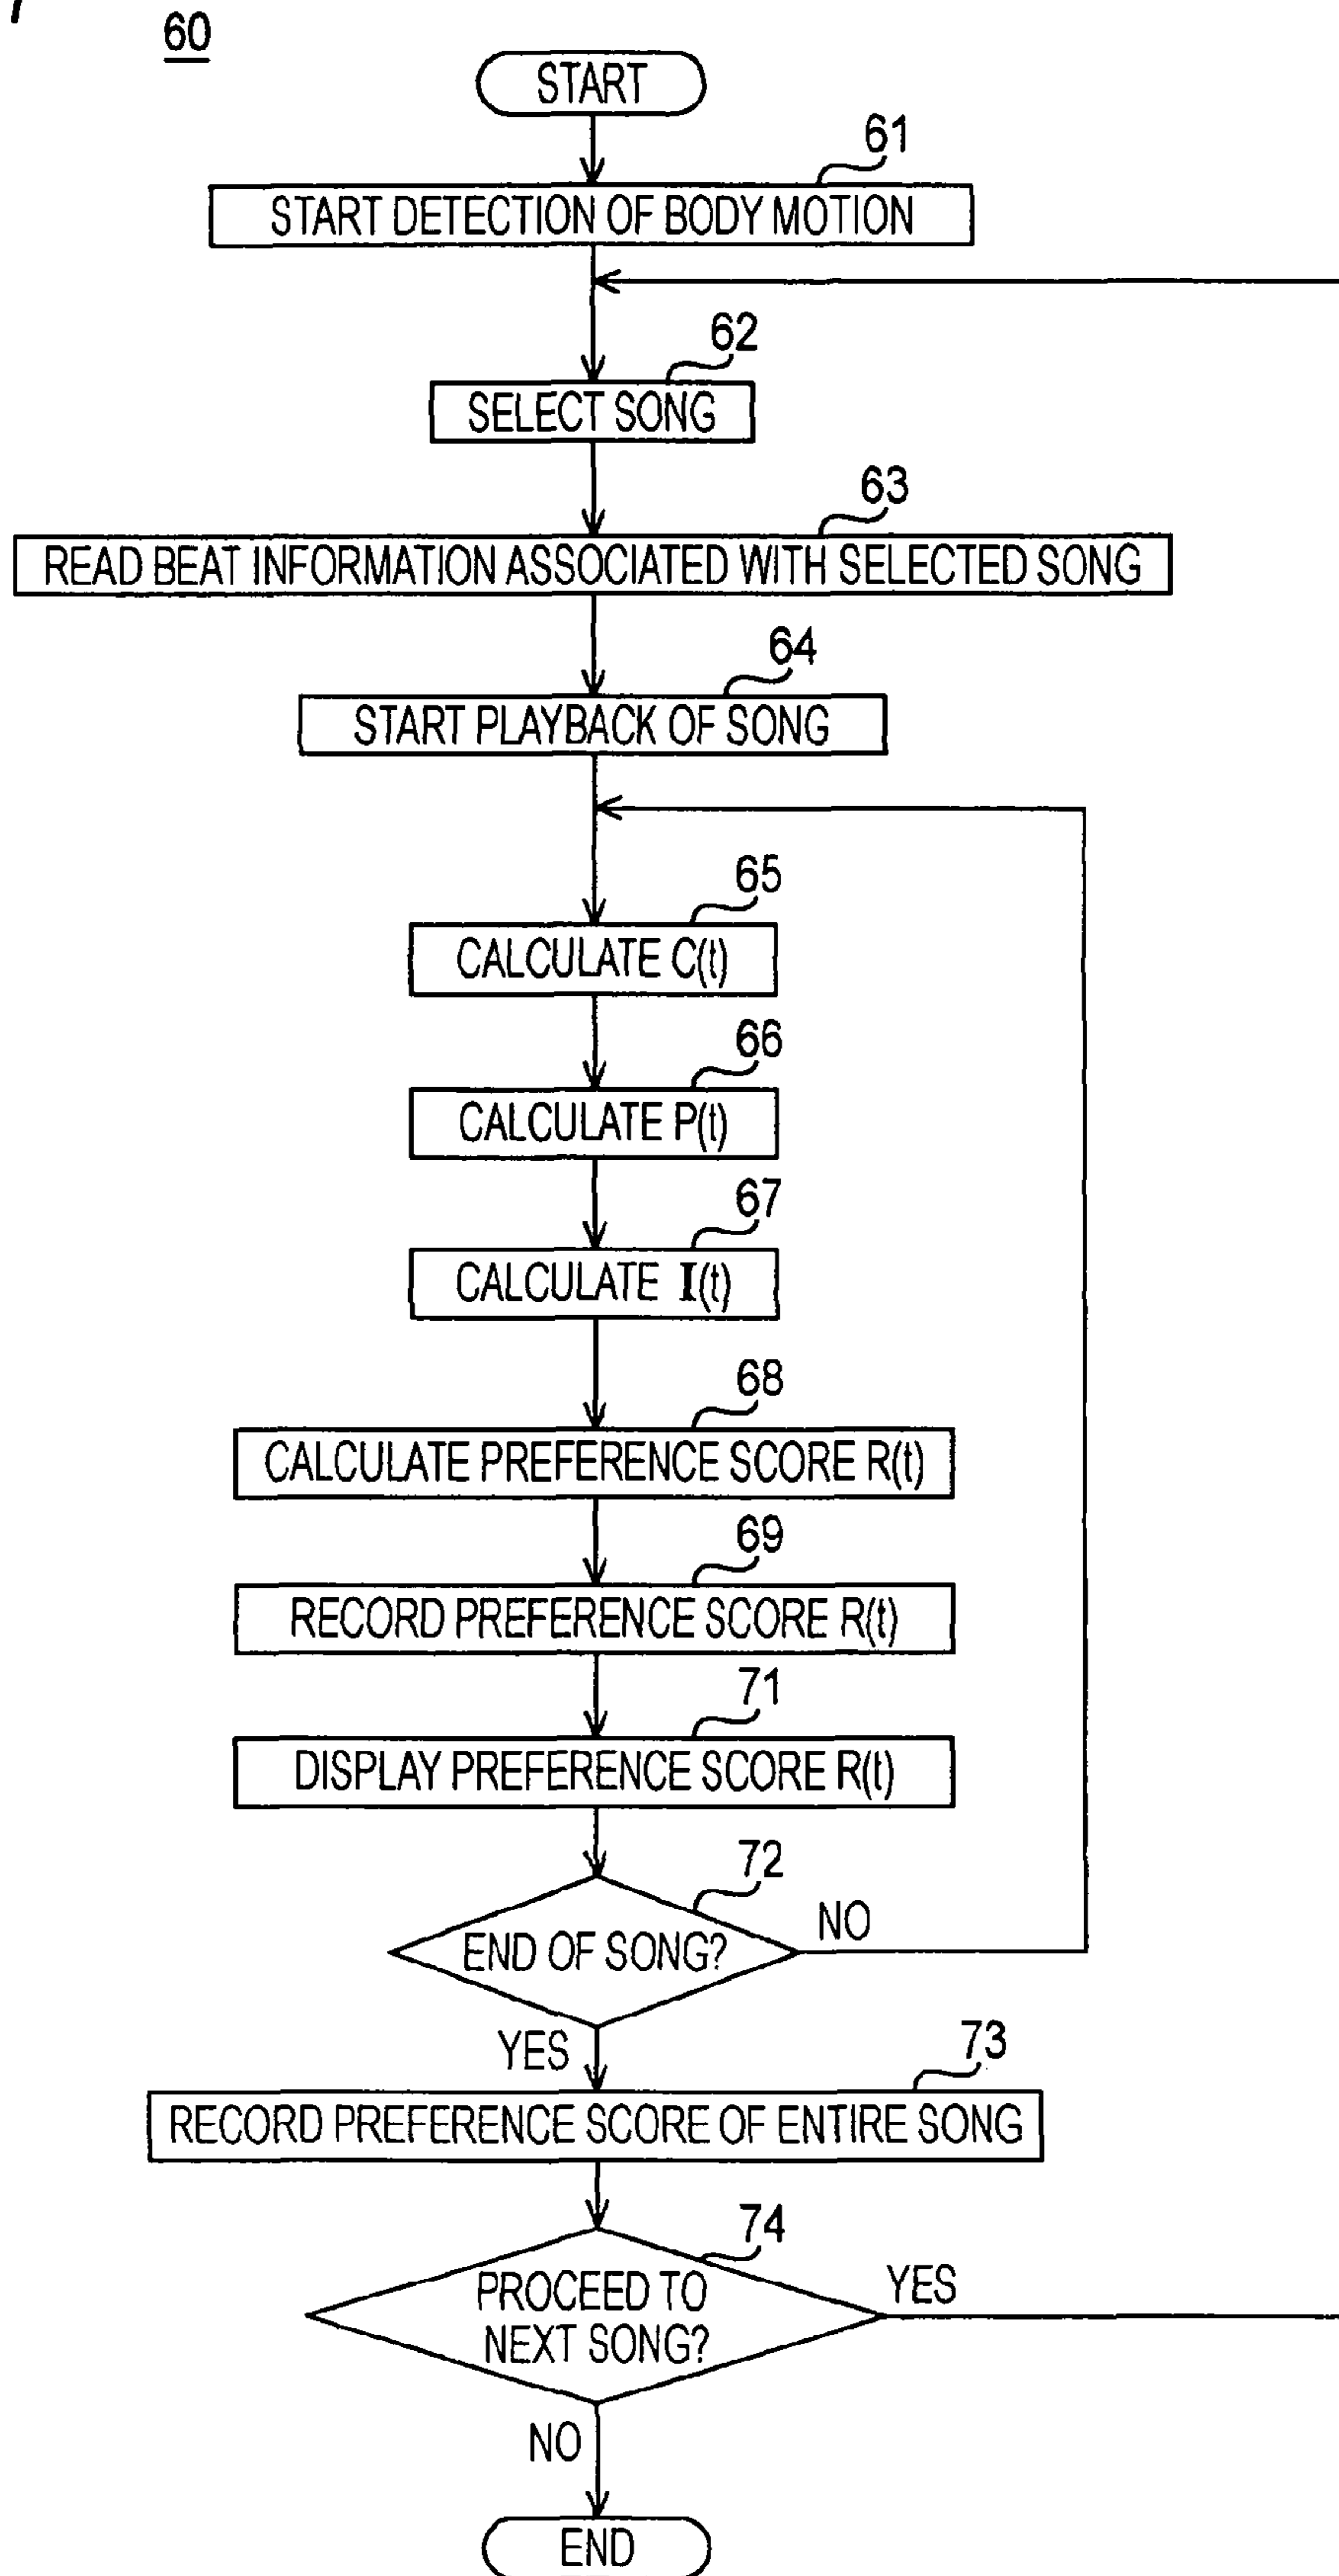 60
START
61
START DETECTION OF BODY MOTION
62
SELECT SONG
63
READ BEAT INFORMATION ASSOCIATED WITH SELECTED SONG
64
START PLAYBACK OF SONG
65
CALCULATE C(t)
66
CALCULATE P(t)
67
CALCULATE I(t)
68
CALCULATE PREFERENCE SCORE R(t)
69
RECORD PREFERENCE SCORE R(t)
71
DISPLAY PREFERENCE SCORE R(t)
72
END OF SONG?
NO
YES
73
RECORD PREFERENCE SCORE OF ENTIRE SONG
74
PROCEED TO
NEXT SONG?
YES
NO
END